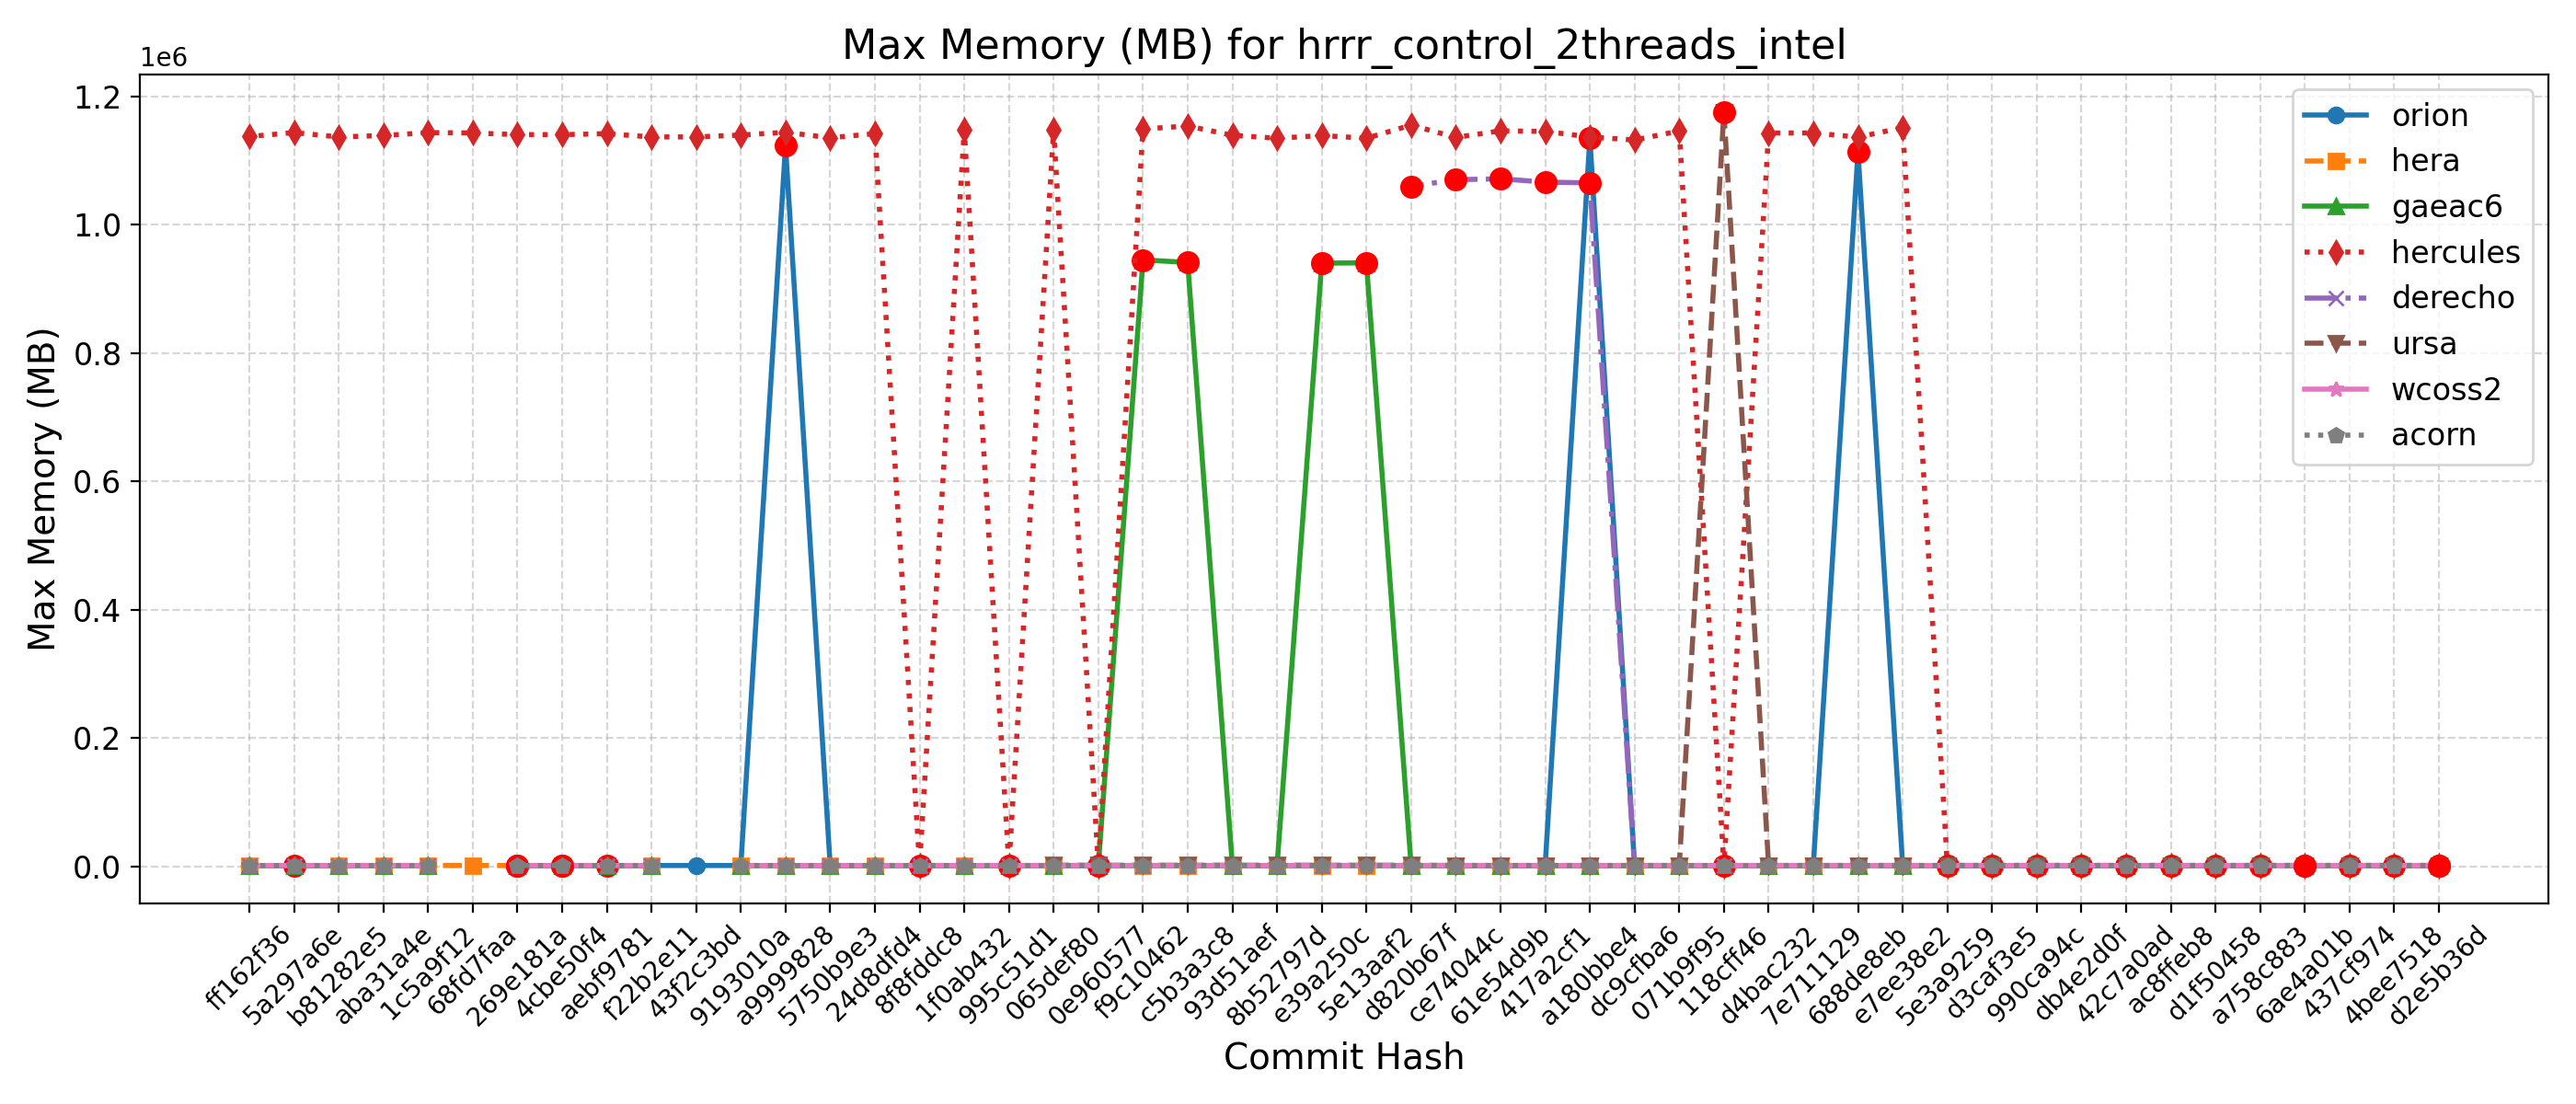 Max Memory (MB) for hrrr_control_2threads_intel
1e6
1.2
1.0
0.8
0.6
0.4
0.2
0.0
Max Memory (MB)
orion
hera
gaeac6
hercules
derecho
ursa
wcoss2
acorn
ff162f36
5a297a6e
b81282e5
aba31a4e
1c5a9f12
68fd7faa
269e181a
4cbe50f4
aebf9781
f22b2e11
43f2c3bd
9193010a
a9999828
5750b9e3
24d8dfd4
8f8fddc8
1f0ab432
995c51d1
065def80
0e960577
f9c10462
c5b3a3c8
93d51aef
8b52797d
e39a250c
5e13aaf2
d820b67f
ce74044c
61e54d9b
417a2cf1
a180bbe4
dc9cfba6
071b9f95
118cff46
d4bac232
7e711129
688de8eb
e7ee38e2
5e3a9259
d3caf3e5
990ca94c
db4e2d0f
42c7a0ad
ac8ffeb8
d1f50458
a758c883
6ae4a01b
437cf974
4bee7518
d2e5b36d
Commit Hash